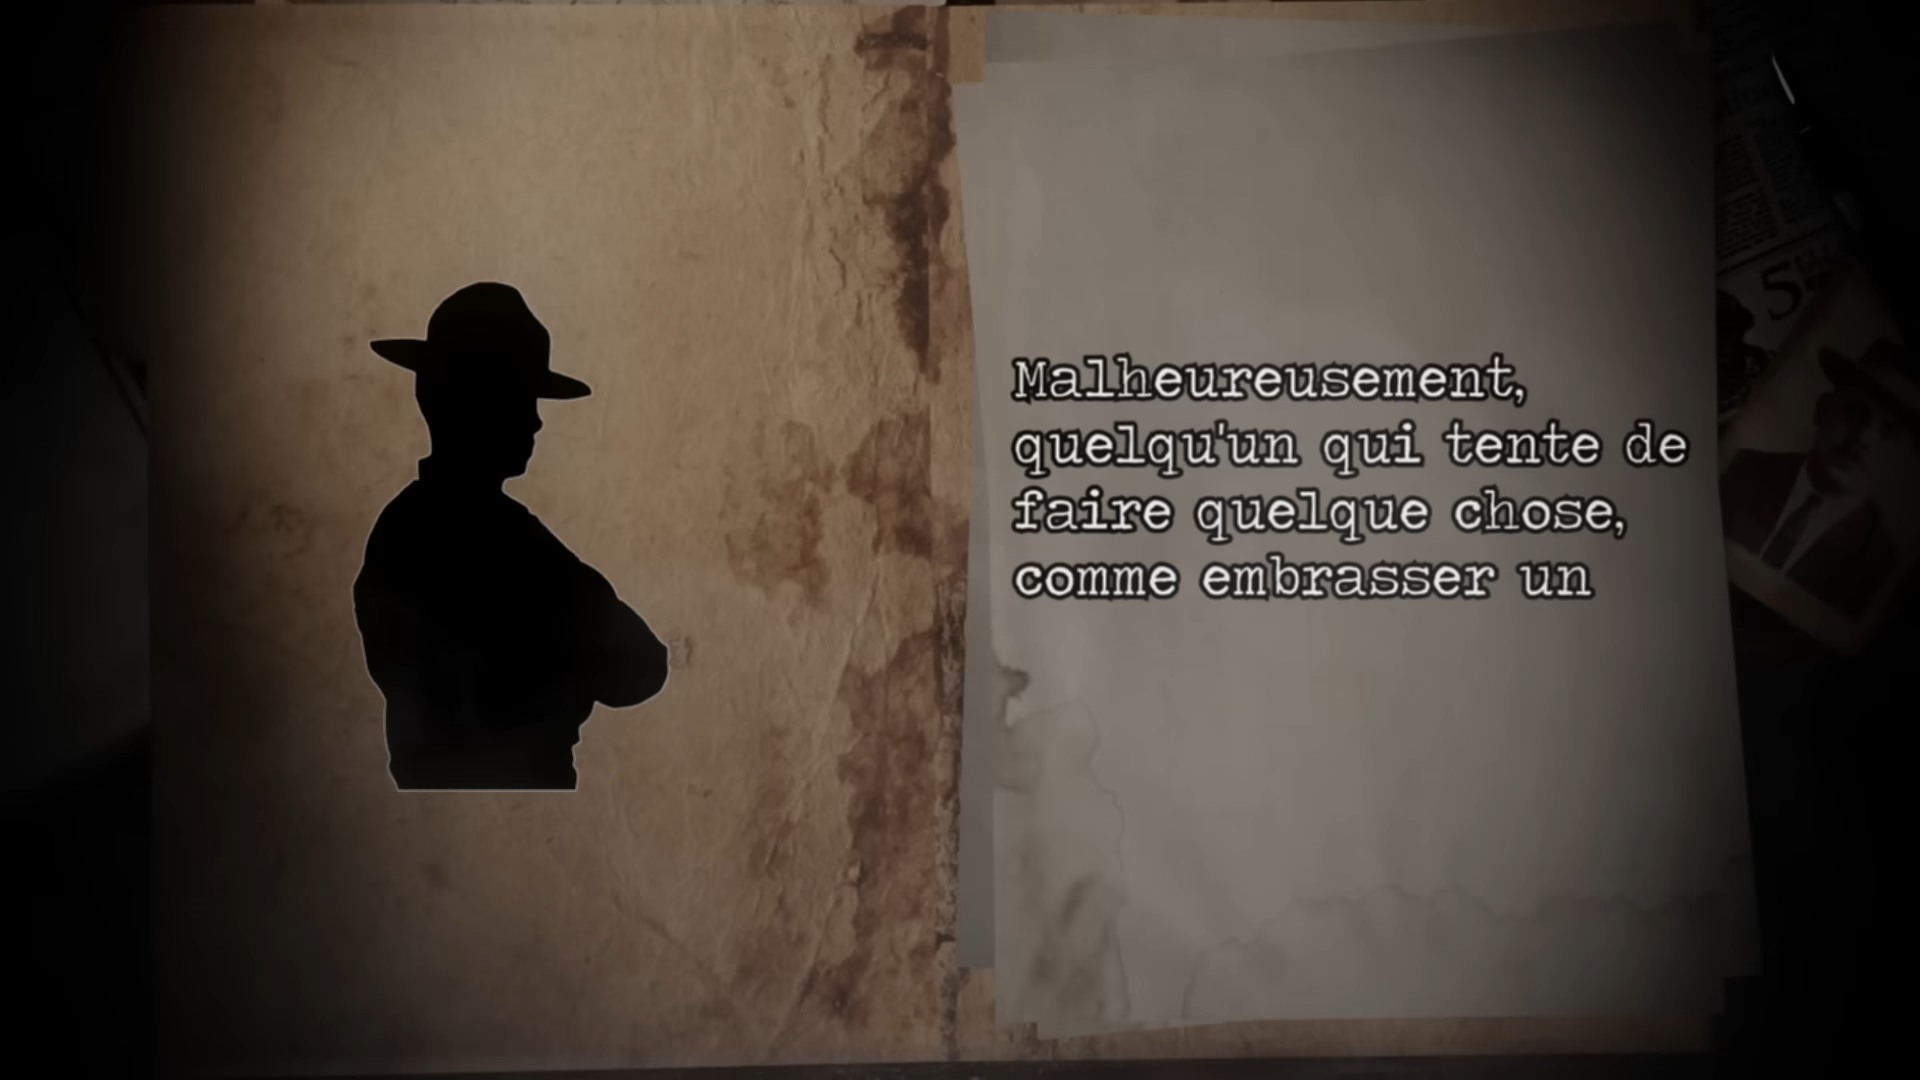 Malheureusement,
quelqu'un qui tente de
faire quelque chose,
comme embrasser un